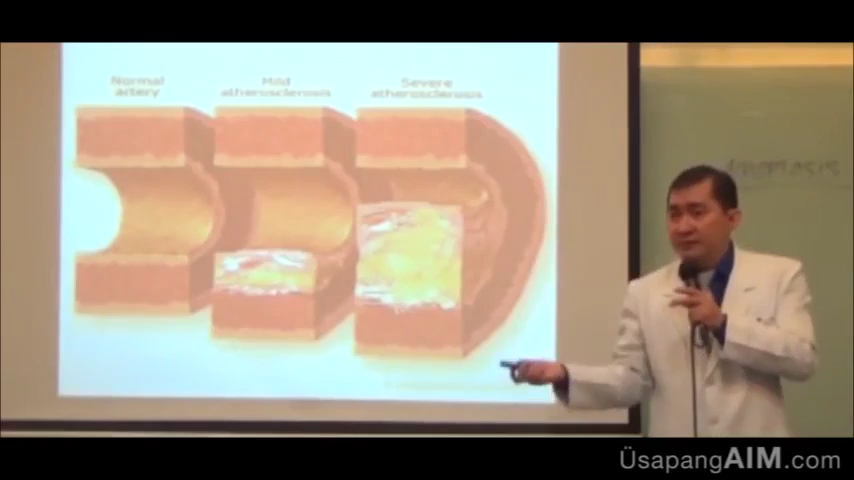 Normal
artery
Mild
atherosclerosis
Severe
atherosclerosis
ÜsapangAIM.com